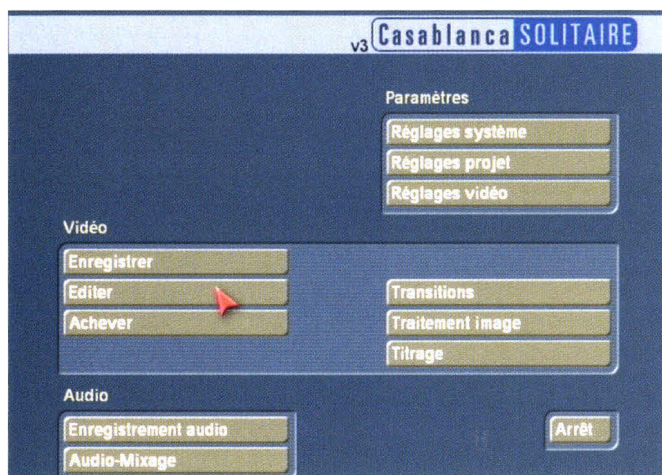 v3 Casablanca SOLITAIRE
Paramètres
Réglages système
Réglages projet
Réglages vidéo
Vidéo
Enregistrer
Editer
Achever
Transitions
Traitement image
Titrage
Audio
Enregistrement audio
Audio-Mixage
Arrêt